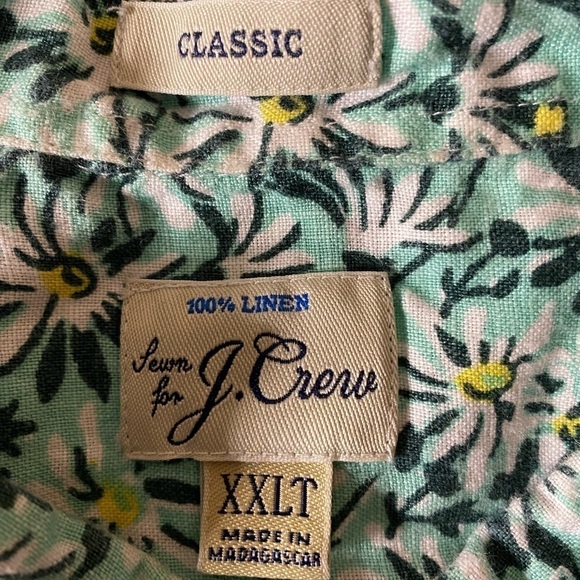 CLASSIC
100% LINEN
Sewn for J.Crew
XXLT
MADE IN
MADAGASCAR